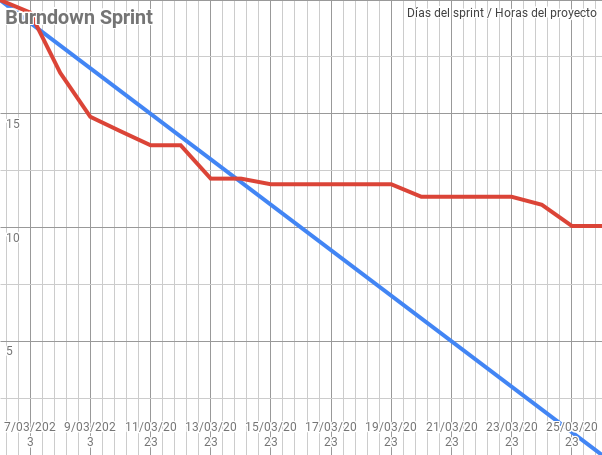 Burndown Sprint
Días del sprint / Horas del proyecto
15
10
5
7/03/202 9/03/202 11/03/20 13/03/20 15/03/20 17/03/20 19/03/20 21/03/20 23/03/20 25/03/20
3 3 23 23 23 23 23 23 23 23